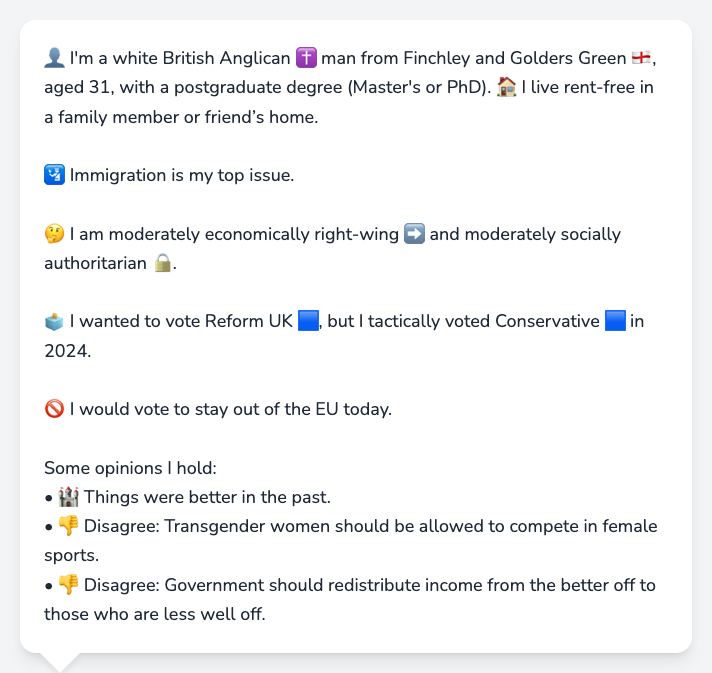 👤 I'm a white British Anglican ✝️ man from Finchley and Golders Green 🏴󠁧󠁢󠁥󠁮󠁧󠁿,
aged 31, with a postgraduate degree (Master's or PhD). 🏠 I live rent-free in
a family member or friend’s home.
🛂 Immigration is my top issue.
🤔 I am moderately economically right-wing ➡️ and moderately socially
authoritarian 🔒.
🗳️ I wanted to vote Reform UK 🟦, but I tactically voted Conservative 🟦 in
2024.
🚫 I would vote to stay out of the EU today.
Some opinions I hold:
• 🏰 Things were better in the past.
• 👎 Disagree: Transgender women should be allowed to compete in female
sports.
• 👎 Disagree: Government should redistribute income from the better off to
those who are less well off.